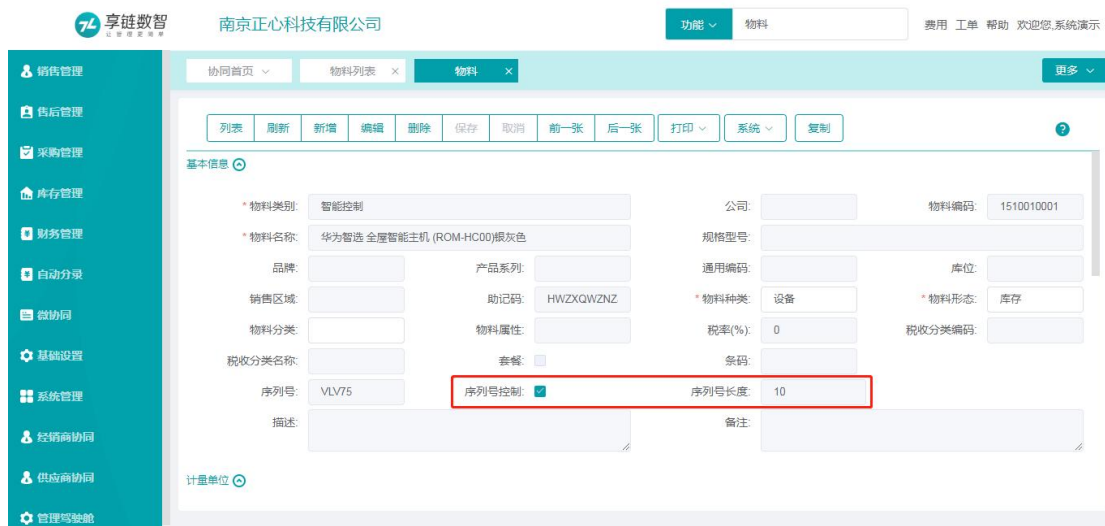 享链数智
让管理更简单
南京正心科技有限公司
功能
物料
费用 工单 帮助 欢迎您,系统演示
销售管理
售后管理
采购管理
库存管理
财务管理
自动分录
微协同
基础设置
系统管理
经销商协同
供应商协同
管理驾驶舱
协同首页
物料列表 ×
物料 ×
更多
列表 刷新 新增 编辑 删除 保存 取消 前一张 后一张 打印 系统 复制
?
基本信息
*物料类别: 智能控制 公司: 物料编码: 1510010001
*物料名称: 华为智选 全屋智能主机 (ROM-HC00)银灰色 规格型号:
品牌: 产品系列: 通用编码: 库位:
销售区域: 助记码: HWZXQWZNZ *物料种类: 设备 *物料形态: 库存
物料分类: 物料属性: 税率(%): 0 税收分类编码:
税收分类名称: 套餐: 条码:
序列号: VLV75 序列号控制: 序列号长度: 10
描述: 备注:
计量单位